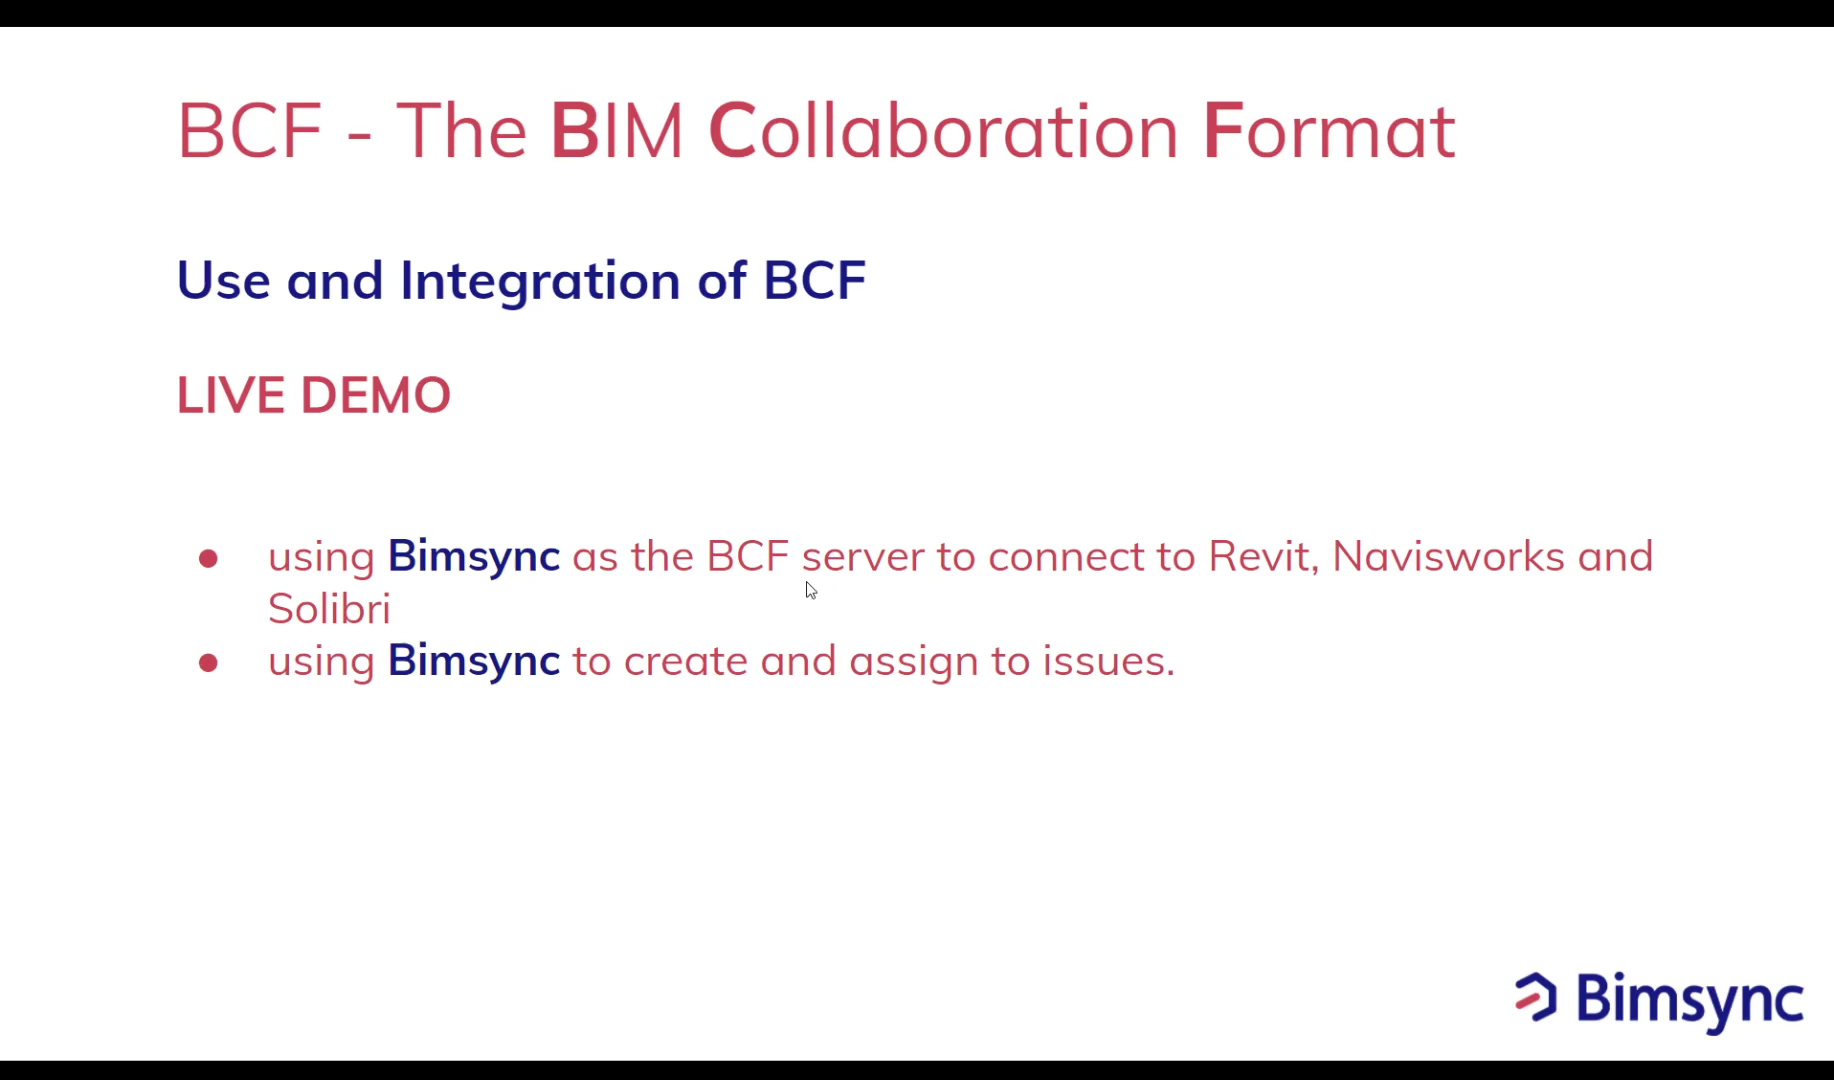 BCF - The BIM Collaboration Format
Use and Integration of BCF
LIVE DEMO
● using Bimsync as the BCF server to connect to Revit, Navisworks and
Solibri
● using Bimsync to create and assign to issues.
Bimsync